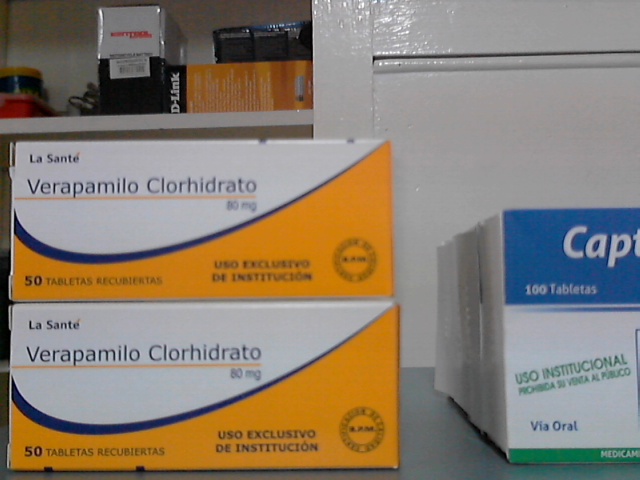 D-Link
La Santé
Verapamilo Clorhidrato
80 mg
USO EXCLUSIVO
DE INSTITUCIÓN
50 TABLETAS RECUBIERTAS
B.P.M.
La Santé
Verapamilo Clorhidrato
80 mg
USO EXCLUSIVO
DE INSTITUCIÓN
50 TABLETAS RECUBIERTAS
B.P.M.
Capt
100 Tabletas
USO INSTITUCIONAL
PROHIBIDA SU VENTA AL PÚBLICO
Vía Oral
MEDICAM